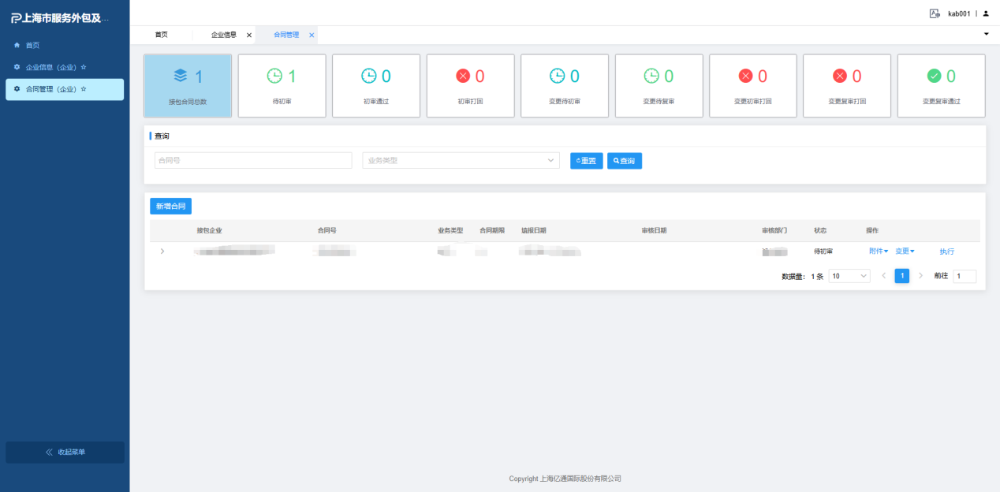 上海市服务外包及...
首页
企业信息（企业）☆
合同管理（企业）☆
收起菜单
kab001 |
首页
企业信息 ×
合同管理 ×
1
接包合同总数
1
待初审
0
初审通过
0
初审打回
0
变更待初审
0
变更待复审
0
变更初审打回
0
变更复审打回
0
变更复审通过
查询
合同号
业务类型
重置
查询
新增合同
接包企业 合同号 业务类型 合同期限 填报日期 审核日期 审核部门 状态 操作
待初审 附件 变更 执行
数据量： 1 条 10 < 1 > 前往 1
Copyright 上海亿通国际股份有限公司